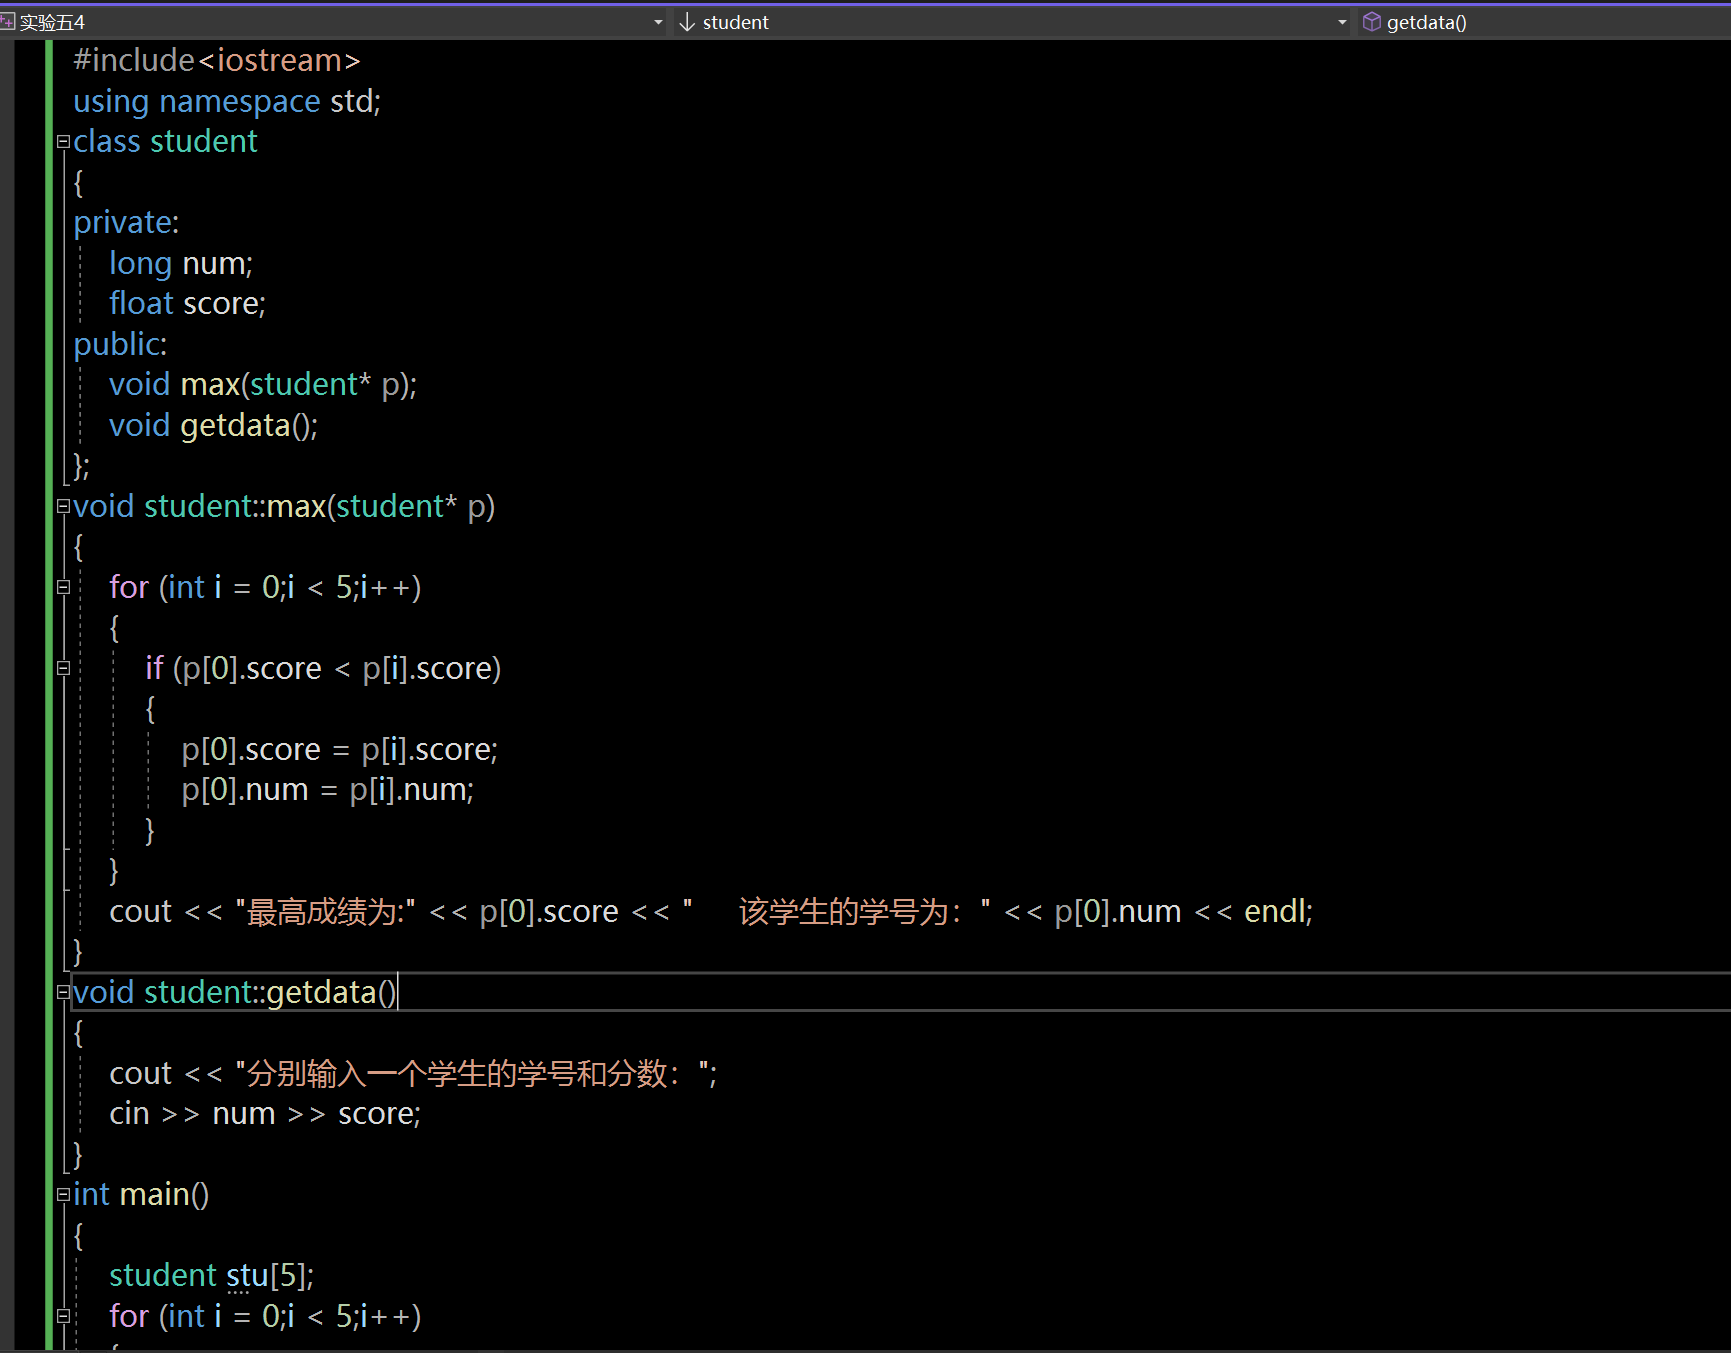 实验五4 student getdata()
#include<iostream>
using namespace std;
class student
{
private:
    long num;
    float score;
public:
    void max(student* p);
    void getdata();
};
void student::max(student* p)
{
    for (int i = 0;i < 5;i++)
    {
        if (p[0].score < p[i].score)
        {
            p[0].score = p[i].score;
            p[0].num = p[i].num;
        }
    }
    cout << "最高成绩为:" << p[0].score << "     该学生的学号为：" << p[0].num << endl;
}
void student::getdata()
{
    cout << "分别输入一个学生的学号和分数：";
    cin >> num >> score;
}
int main()
{
    student stu[5];
    for (int i = 0;i < 5;i++)
    {